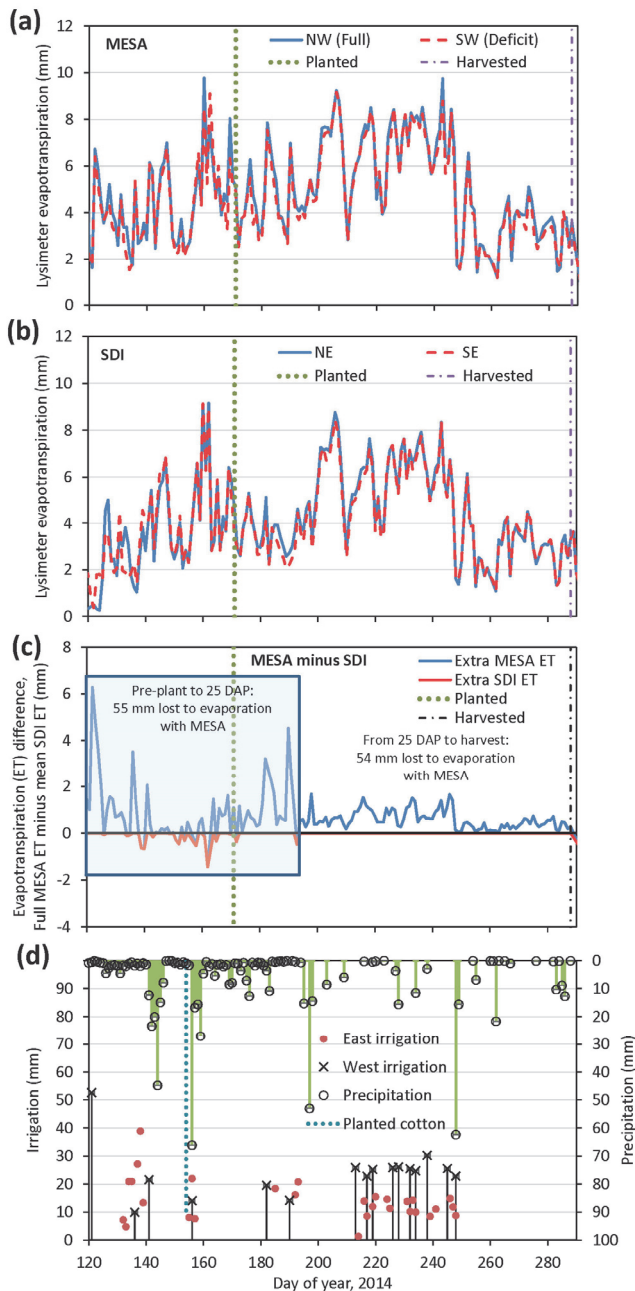 (a)
MESA
NW (Full)
SW (Deficit)
Planted
Harvested
Lysimeter evapotranspiration (mm)
12
10
8
6
4
2
0
(b)
SDI
NE
SE
Planted
Harvested
Lysimeter evapotranspiration (mm)
12
10
8
6
4
2
0
(c)
MESA minus SDI
Extra MESA ET
Extra SDI ET
Planted
Harvested
Pre-plant to 25 DAP:
55 mm lost to evaporation
with MESA
From 25 DAP to harvest:
54 mm lost to evaporation
with MESA
Evapotranspiration (ET) difference,
Full MESA ET minus mean SDI ET (mm)
8
6
4
2
0
-2
-4
(d)
East irrigation
West irrigation
Precipitation
Planted cotton
Irrigation (mm)
90
80
70
60
50
40
30
20
10
0
Precipitation (mm)
0
10
20
30
40
50
60
70
80
90
100
120
140
160
180
200
220
240
260
280
Day of year, 2014